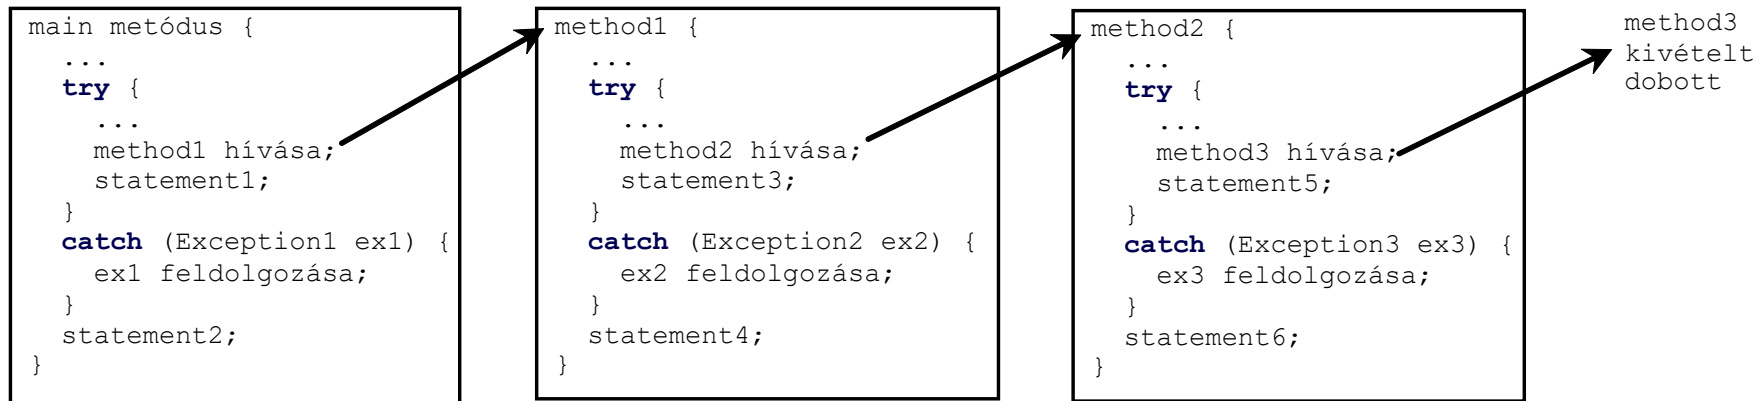 main metódus {
...
try {
...
method1 hívása;
statement1;
}
catch (Exception1 ex1) {
ex1 feldolgozása;
}
statement2;
}
method1 {
...
try {
...
method2 hívása;
statement3;
}
catch (Exception2 ex2) {
ex2 feldolgozása;
}
statement4;
}
method2 {
...
try {
...
method3 hívása;
statement5;
}
catch (Exception3 ex3) {
ex3 feldolgozása;
}
statement6;
}
method3
kivételt
dobott